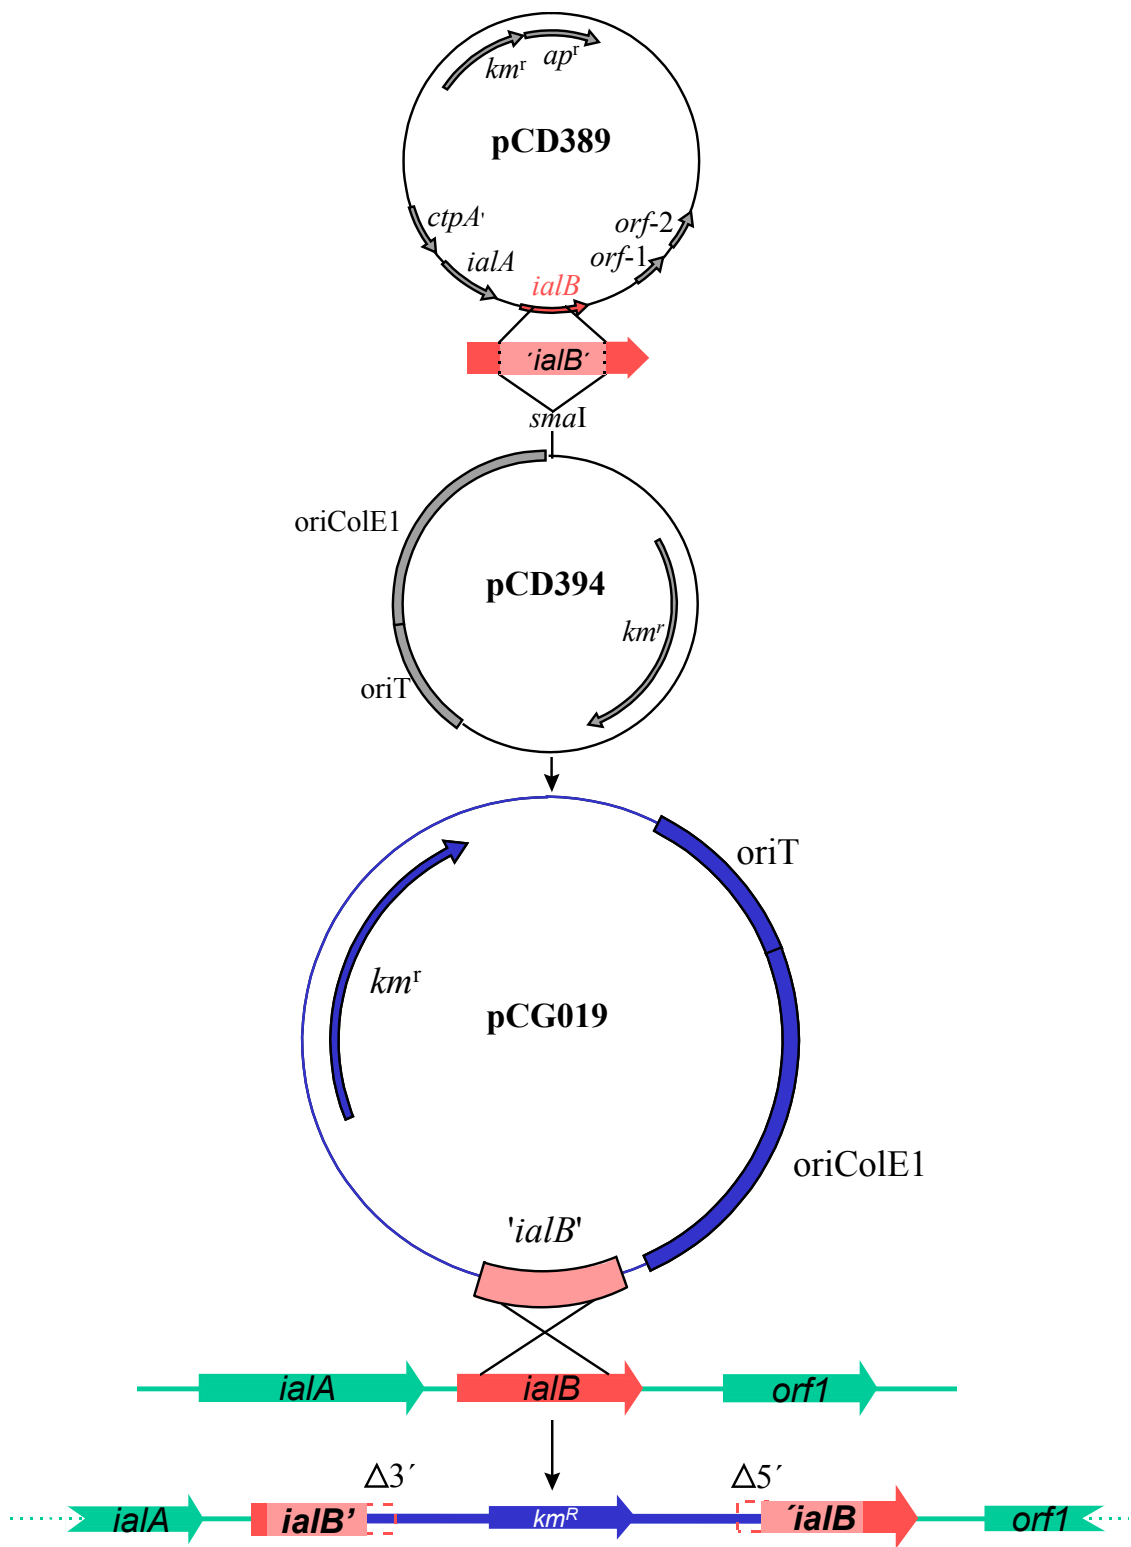 kmʳ apʳ
pCD389
ctpA'
orf-2
ialA
orf-1
ialB
´ialB´
smaI
oriColE1
pCD394
kmʳ
oriT
oriT
kmʳ
pCG019
oriColE1
'ialB'
ialA ialB orf1
Δ3´ Δ5´
ialA ialB’ kmᴿ ´ialB orf1